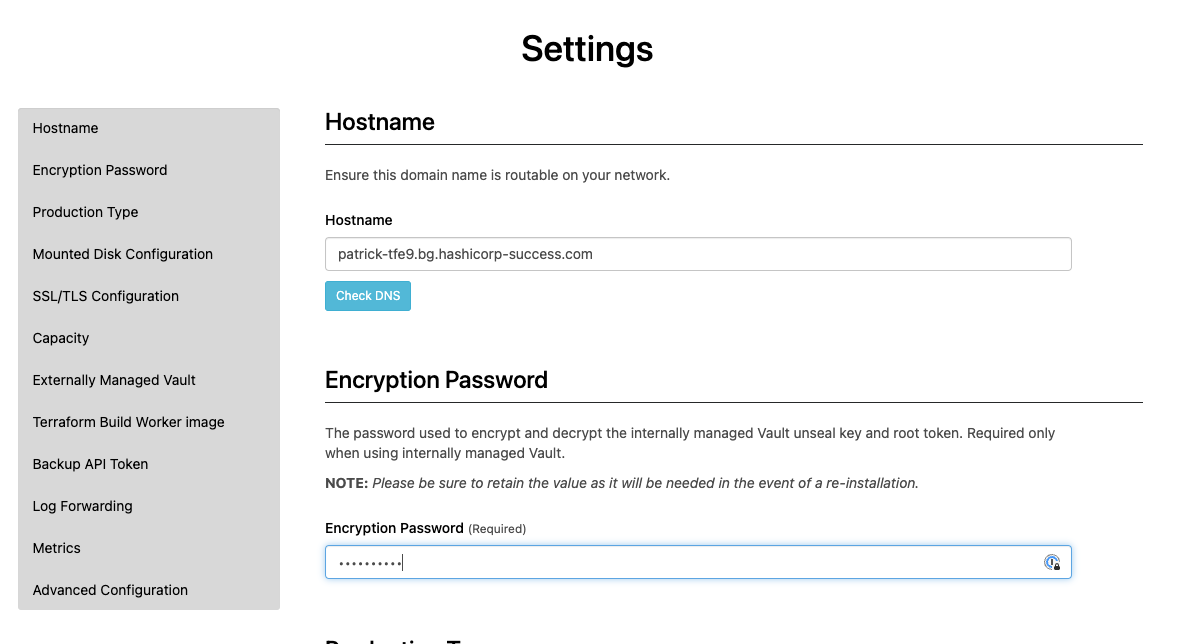 Settings
Hostname
Encryption Password
Production Type
Mounted Disk Configuration
SSL/TLS Configuration
Capacity
Externally Managed Vault
Terraform Build Worker image
Backup API Token
Log Forwarding
Metrics
Advanced Configuration
Hostname
Ensure this domain name is routable on your network.
Hostname
patrick-tfe9.bg.hashicorp-success.com
Check DNS
Encryption Password
The password used to encrypt and decrypt the internally managed Vault unseal key and root token. Required only
when using internally managed Vault.
NOTE: Please be sure to retain the value as it will be needed in the event of a re-installation.
Encryption Password (Required)
••••••••••